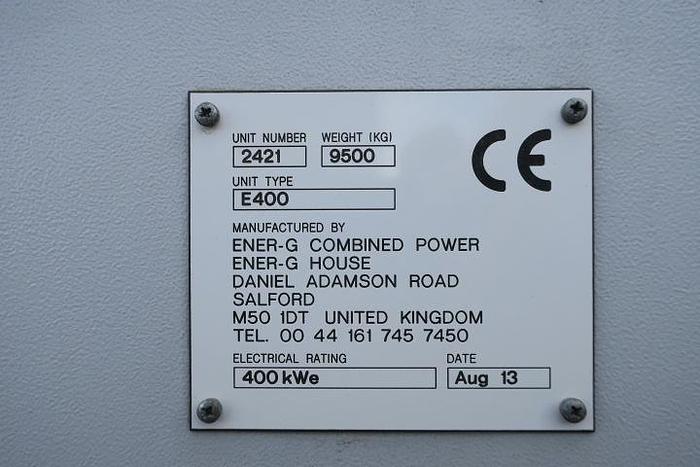 UNIT NUMBER WEIGHT (KG)
2421 9500
CE
UNIT TYPE
E400
MANUFACTURED BY
ENER-G COMBINED POWER
ENER-G HOUSE
DANIEL ADAMSON ROAD
SALFORD
M50 1DT UNITED KINGDOM
TEL. 00 44 161 745 7450
ELECTRICAL RATING DATE
400 kWe Aug 13